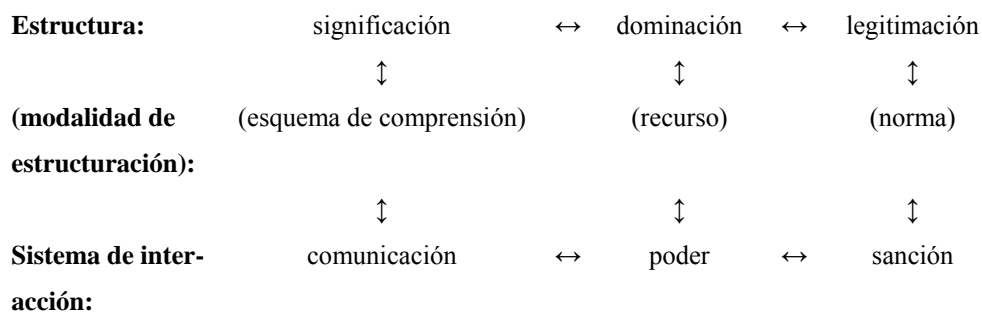 Estructura: significación ↔ dominación ↔ legitimación
↕ ↕ ↕
(modalidad de (esquema de comprensión) (recurso) (norma)
estructuración):
↕ ↕ ↕
Sistema de inter- comunicación ↔ poder ↔ sanción
acción: